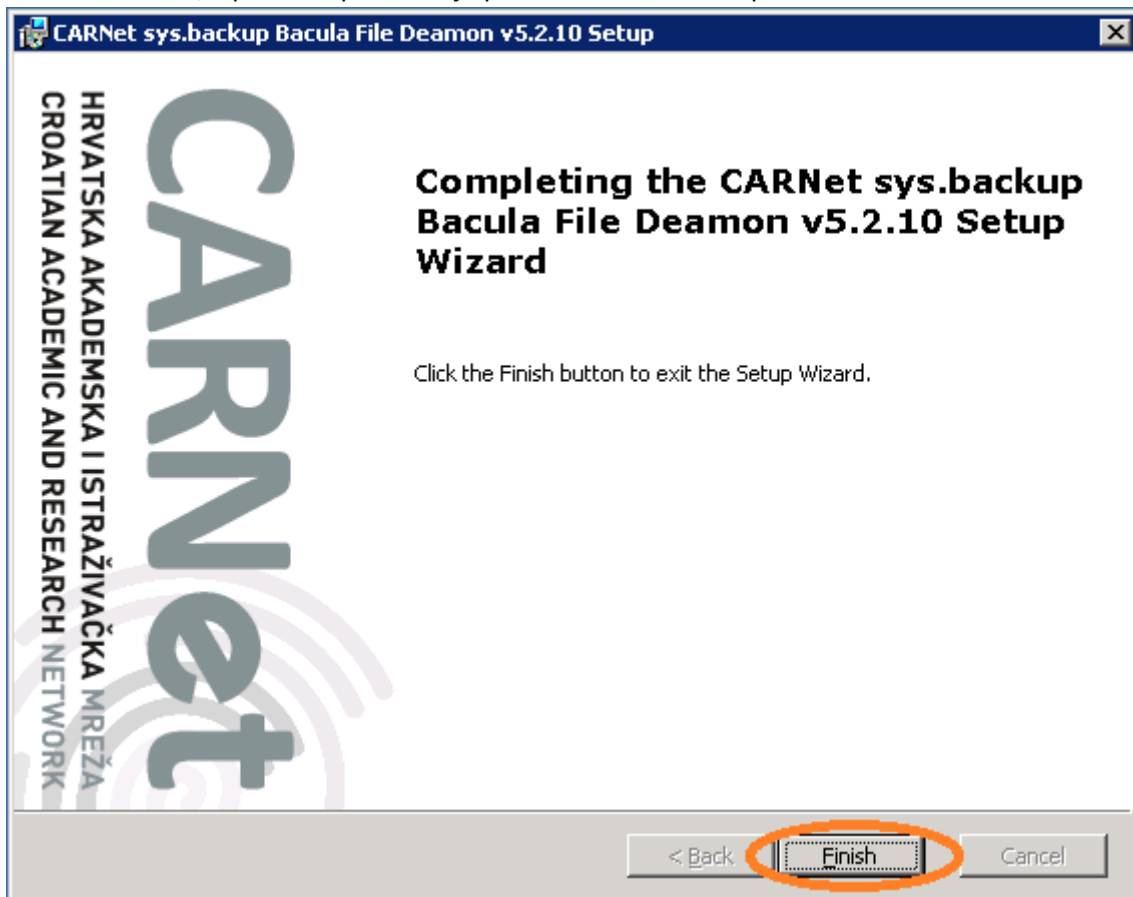 CARNet sys.backup Bacula File Deamon v5.2.10 Setup
HRVATSKA AKADEMSKA I ISTRAŽIVAČKA MREŽA
CROATIAN ACADEMIC AND RESEARCH NETWORK
CARNet
Completing the CARNet sys.backup
Bacula File Deamon v5.2.10 Setup
Wizard
Click the Finish button to exit the Setup Wizard.
< Back
Finish
Cancel